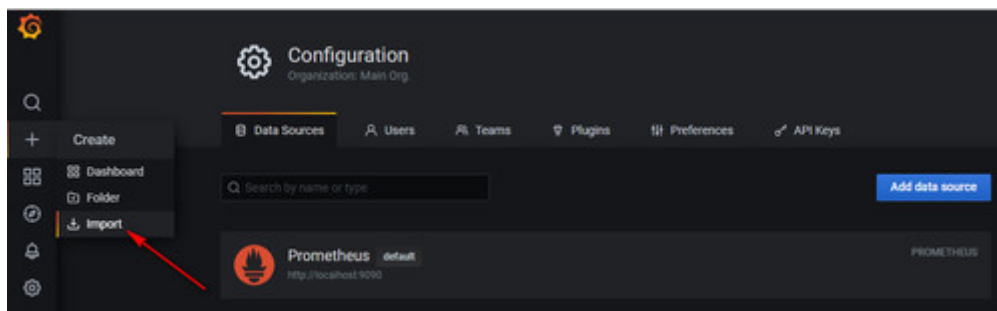 Configuration
Organization: Main Org.
Create
Data Sources
Users
Teams
Plugins
Preferences
API Keys
Dashboard
Folder
Import
Search by name or type
Add data source
Prometheus default
PROMETHEUS
http://localhost:9090